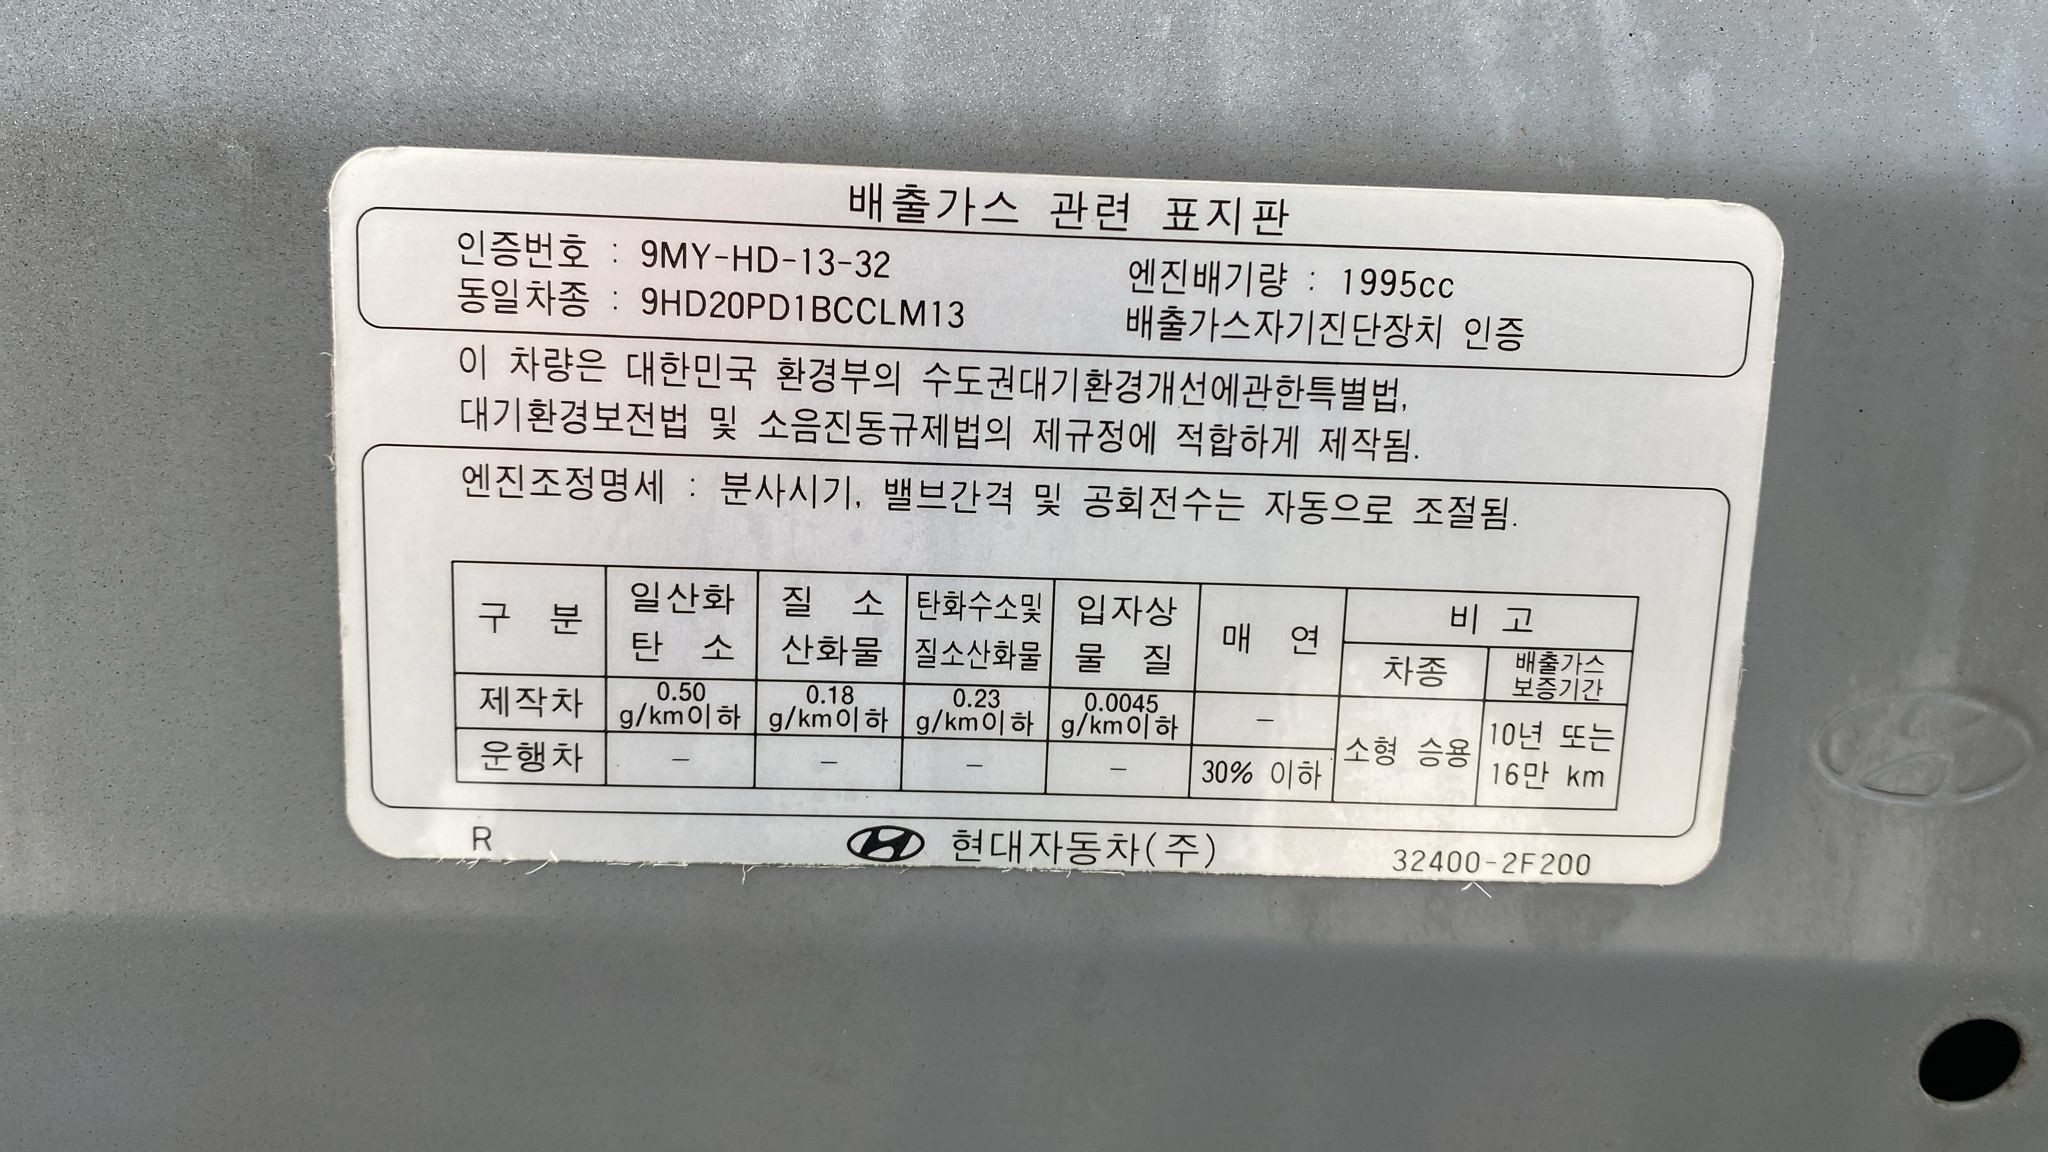 배출가스 관련 표지판
인증번호 : 9MY-HD-13-32
엔진배기량 : 1995cc
동일차종 : 9HD20PD1BCCLM13
배출가스자기진단장치 인증
이 차량은 대한민국 환경부의 수도권대기환경개선에관한특별법,
대기환경보전법 및 소음진동규제법의 제규정에 적합하게 제작됨.
엔진조정명세 : 분사시기, 밸브간격 및 공회전수는 자동으로 조절됨.
구 분 일산화 탄 소 질 소 산화물 탄화수소및 질소산화물 입자상 물 질 매 연 비 고
차종 배출가스 보증기간
제작차 0.50 g/km이하 0.18 g/km이하 0.23 g/km이하 0.0045 g/km이하 - 소형 승용 10년 또는 16만 km
운행차 - - - - 30% 이하
R 현대자동차(주) 32400-2F200